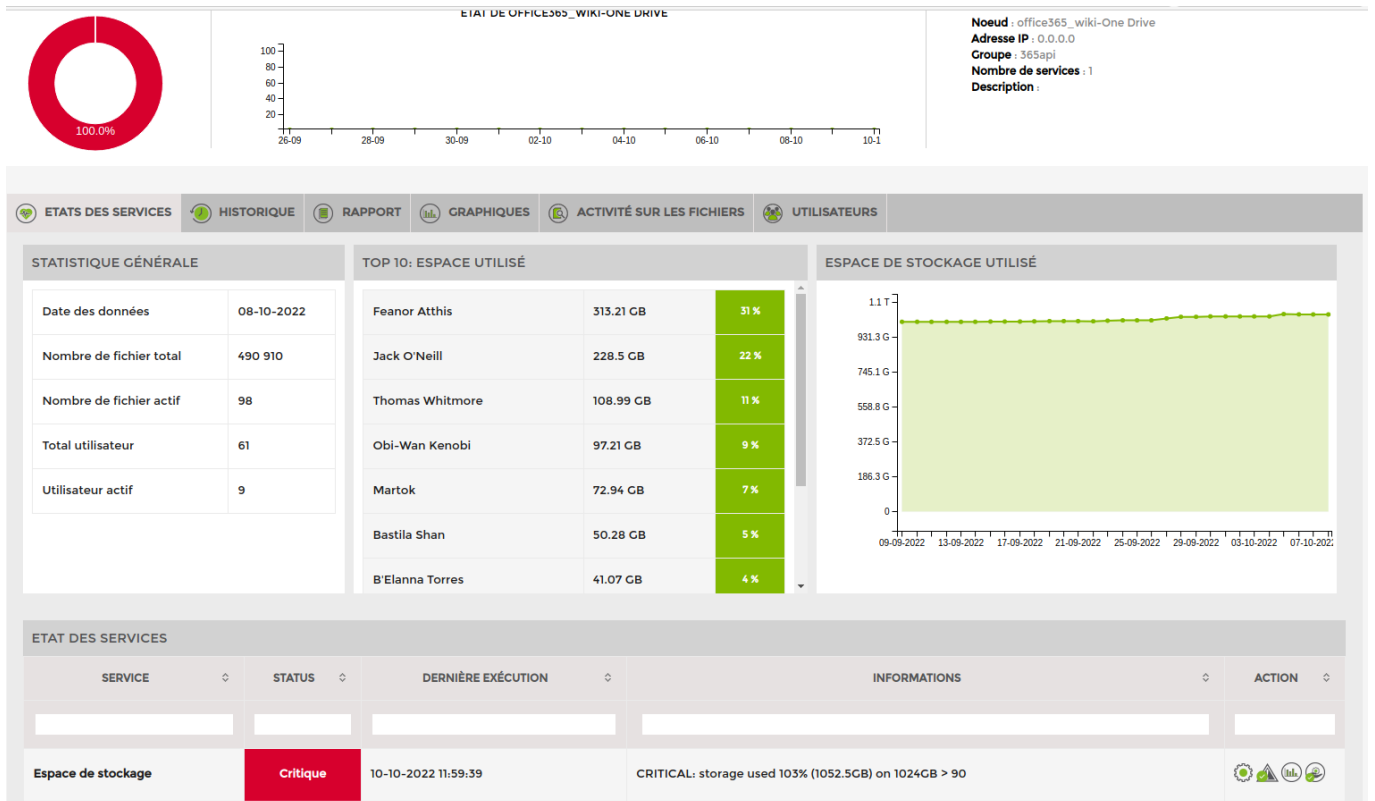 ETAT DE OFFICE365_WIKI-ONE DRIVE
100.0%
100
80
60
40
20
26-09 28-09 30-09 02-10 04-10 06-10 08-10 10-1
Noeud : office365_wiki-One Drive
Adresse IP : 0.0.0.0
Groupe : 365api
Nombre de services : 1
Description :
ETATS DES SERVICES HISTORIQUE RAPPORT GRAPHIQUES ACTIVITÉ SUR LES FICHIERS UTILISATEURS
STATISTIQUE GÉNÉRALE
Date des données 08-10-2022
Nombre de fichier total 490 910
Nombre de fichier actif 98
Total utilisateur 61
Utilisateur actif 9
TOP 10: ESPACE UTILISÉ
Feanor Atthis 313.21 GB 31 %
Jack O'Neill 228.5 GB 22 %
Thomas Whitmore 108.99 GB 11 %
Obi-Wan Kenobi 97.21 GB 9 %
Martok 72.94 GB 7 %
Bastila Shan 50.28 GB 5 %
B'Elanna Torres 41.07 GB 4 %
ESPACE DE STOCKAGE UTILISÉ
1.1 T
931.3 G
745.1 G
558.8 G
372.5 G
186.3 G
0
09-09-2022 13-09-2022 17-09-2022 21-09-2022 25-09-2022 29-09-2022 03-10-2022 07-10-2022
ETAT DES SERVICES
SERVICE STATUS DERNIÈRE EXÉCUTION INFORMATIONS ACTION
Espace de stockage Critique 10-10-2022 11:59:39 CRITICAL: storage used 103% (1052.5GB) on 1024GB > 90